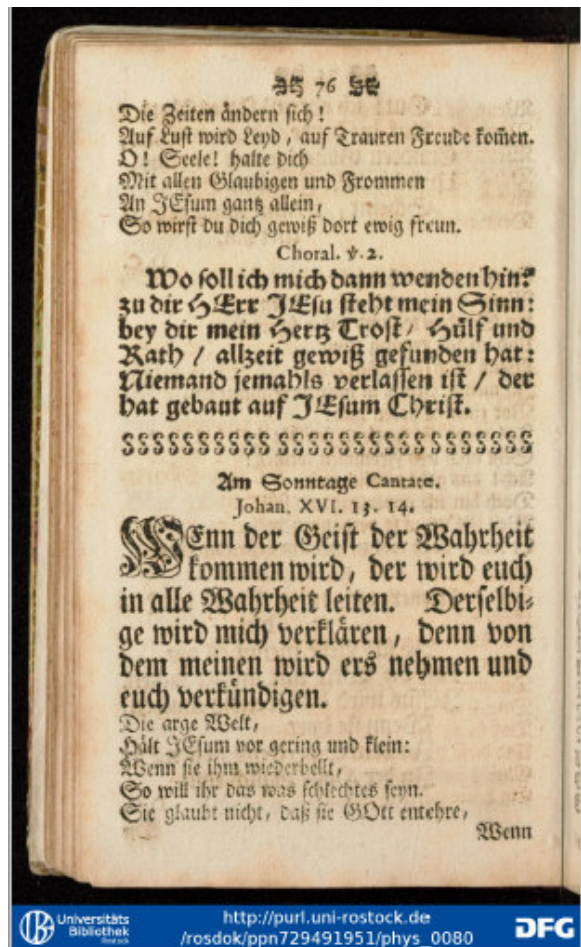 76
Die Zeiten ändern sich!
Auf Lust wird Leyd, auf Trauren Freude kom̃en.
O! Seele! halte dich
Mit allen Glaubigen und Frommen
An JEsum gantz allein,
So wirst du dich gewiß dort ewig freun.
Choral. ℣. 2.
Wo soll ich mich dann wenden hin?
zu dir HErr JEsu steht mein Sinn:
bey dir mein Hertz Trost/ Hülf und
Rath / allzeit gewiß gefunden hat:
Niemand jemahls verlassen ist / der
hat gebaut auf JEsum Christ.
Am Sonntage Cantate.
Johan. XVI. 13. 14.
WEnn der Geist der Wahrheit
kommen wird, der wird euch
in alle Wahrheit leiten. Derselbi-
ge wird mich verklären, denn von
dem meinen wird ers nehmen und
euch verkündigen.
Die arge Welt,
Hält JEsum vor gering und klein:
Wenn sie ihm wiederbellt,
So will ihr das was schlechtes seyn.
Sie glaubt nicht, daß sie GOtt entehre,
Wenn
Universitäts
Bibliothek
Rostock
http://purl.uni-rostock.de
/rosdok/ppn729491951/phys_0080
DFG